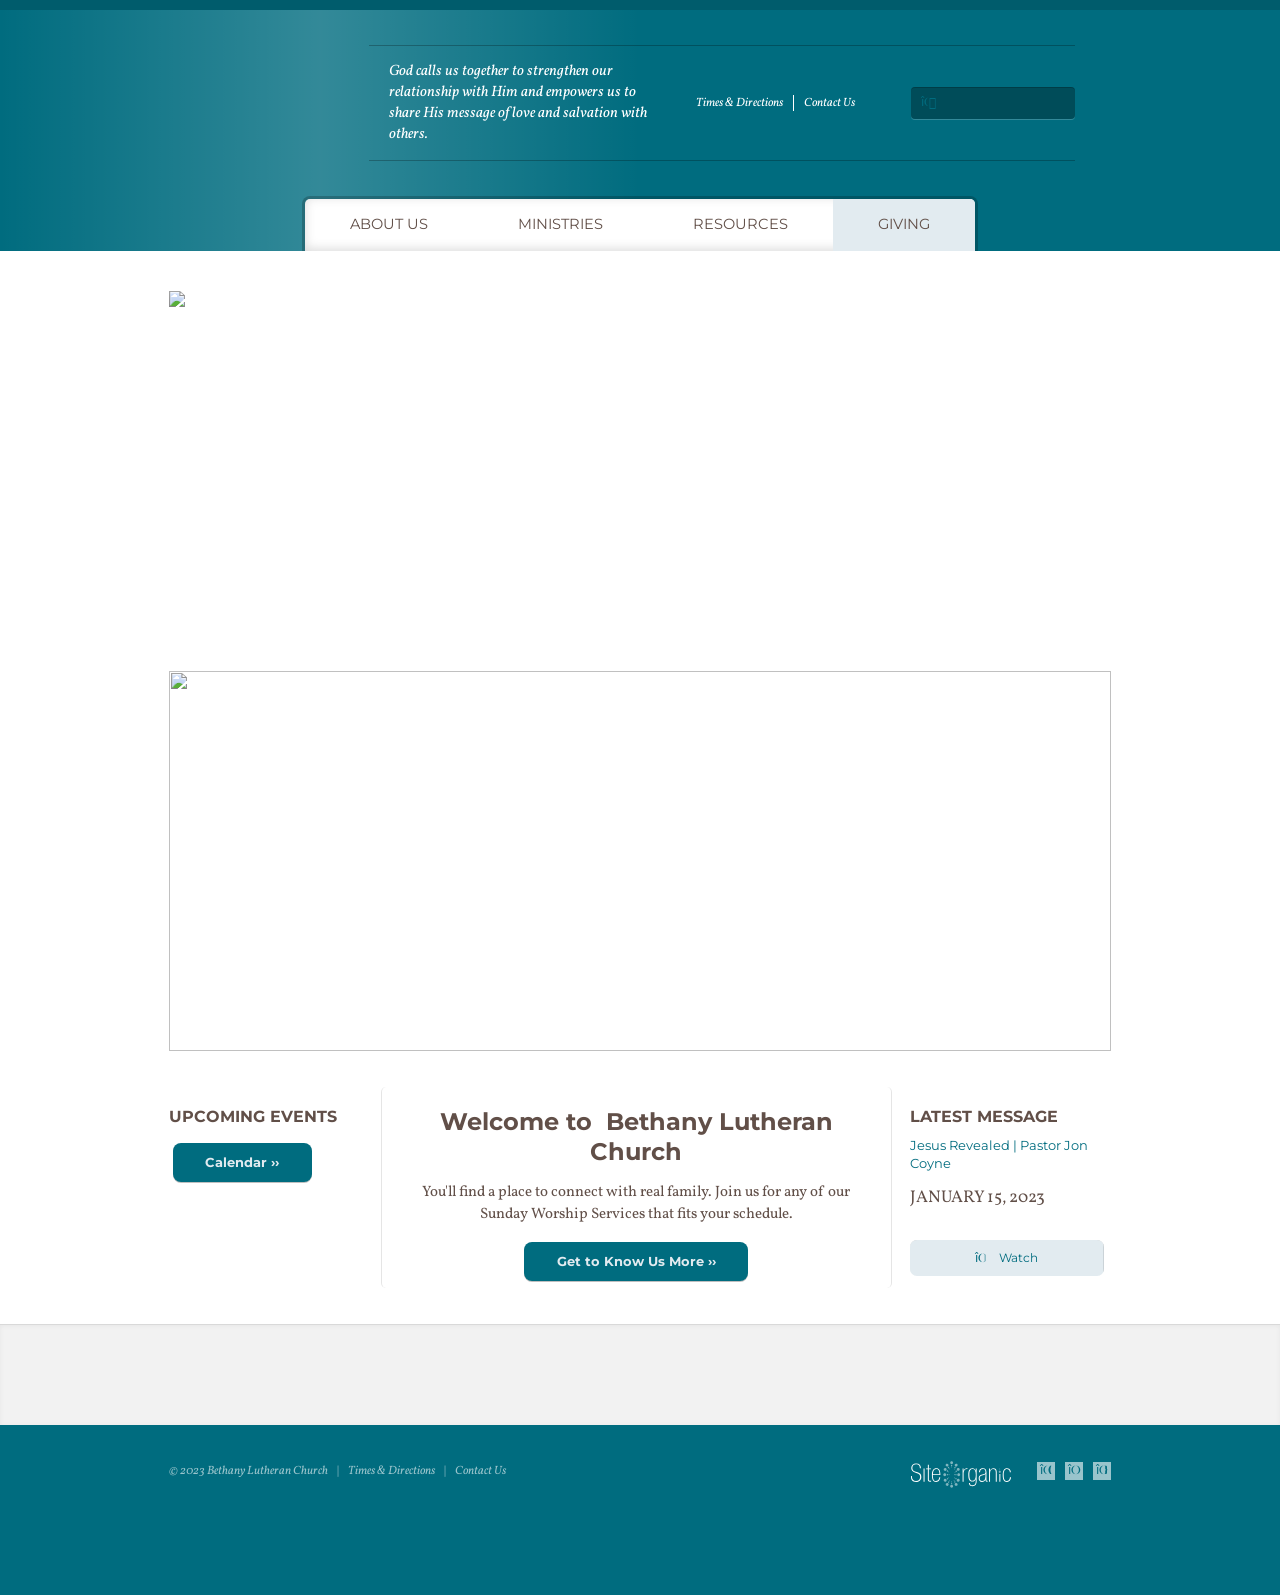 God calls us together to strengthen our
relationship with Him and empowers us to
share His message of love and salvation with
others.
Times & Directions
Contact Us
ABOUT US
MINISTRIES
RESOURCES
GIVING
UPCOMING EVENTS
Calendar ››
Welcome to  Bethany Lutheran
Church
You'll find a place to connect with real family. Join us for any of our
Sunday Worship Services that fits your schedule.
Get to Know Us More ››
LATEST MESSAGE
Jesus Revealed | Pastor Jon
Coyne
JANUARY 15, 2023
Watch
© 2023 Bethany Lutheran Church | Times & Directions | Contact Us
SiteOrganic